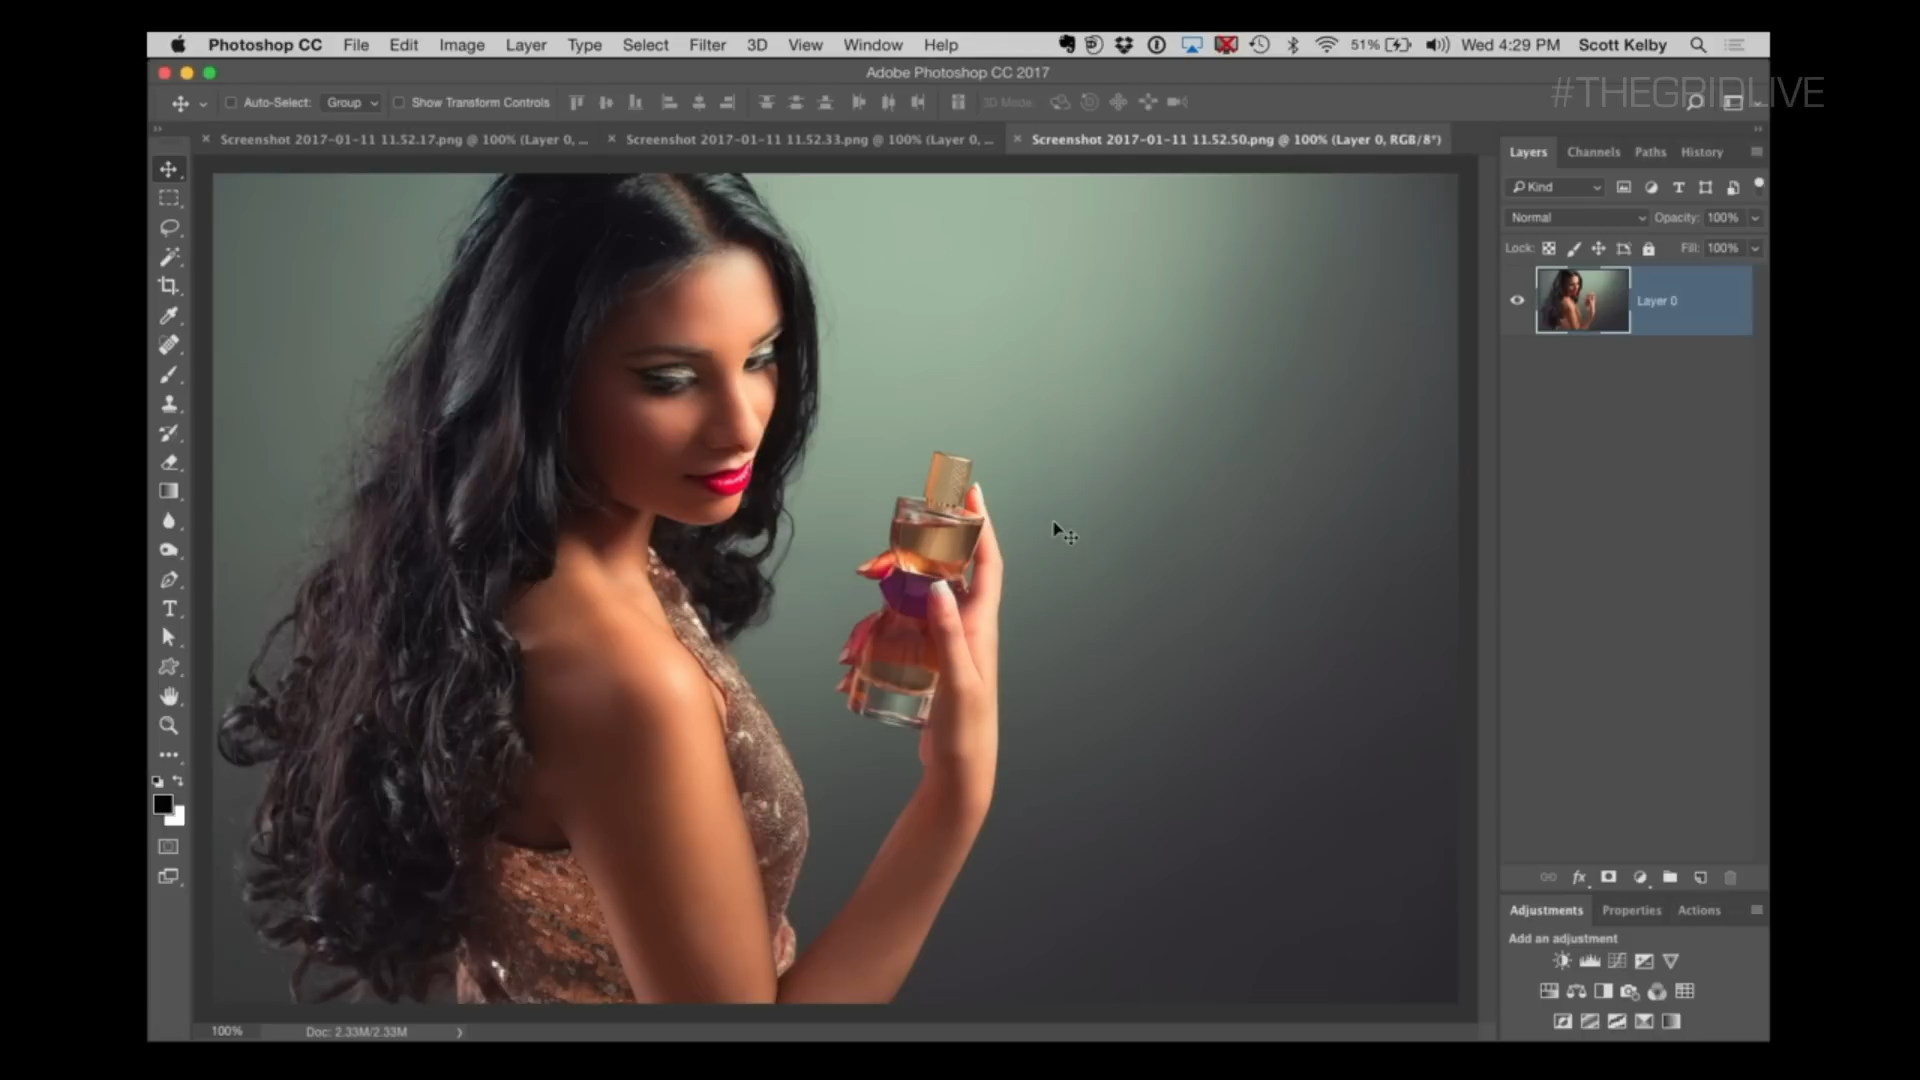 Photoshop CC File Edit Image Layer Type Select Filter 3D View Window Help 51% Wed 4:29 PM Scott Kelby
Adobe Photoshop CC 2017
#THEGRIDLIVE
Auto-Select: Group Show Transform Controls 3D Mode:
Screenshot 2017-01-11 11.52.17.png @ 100% (Layer 0, ... Screenshot 2017-01-11 11.52.33.png @ 100% (Layer 0, ... Screenshot 2017-01-11 11.52.50.png @ 100% (Layer 0, RGB/8*)
Layers Channels Paths History
Kind
Normal Opacity: 100%
Lock: Fill: 100%
Layer 0
Adjustments Properties Actions
Add an adjustment
100% Doc: 2.33M/2.33M